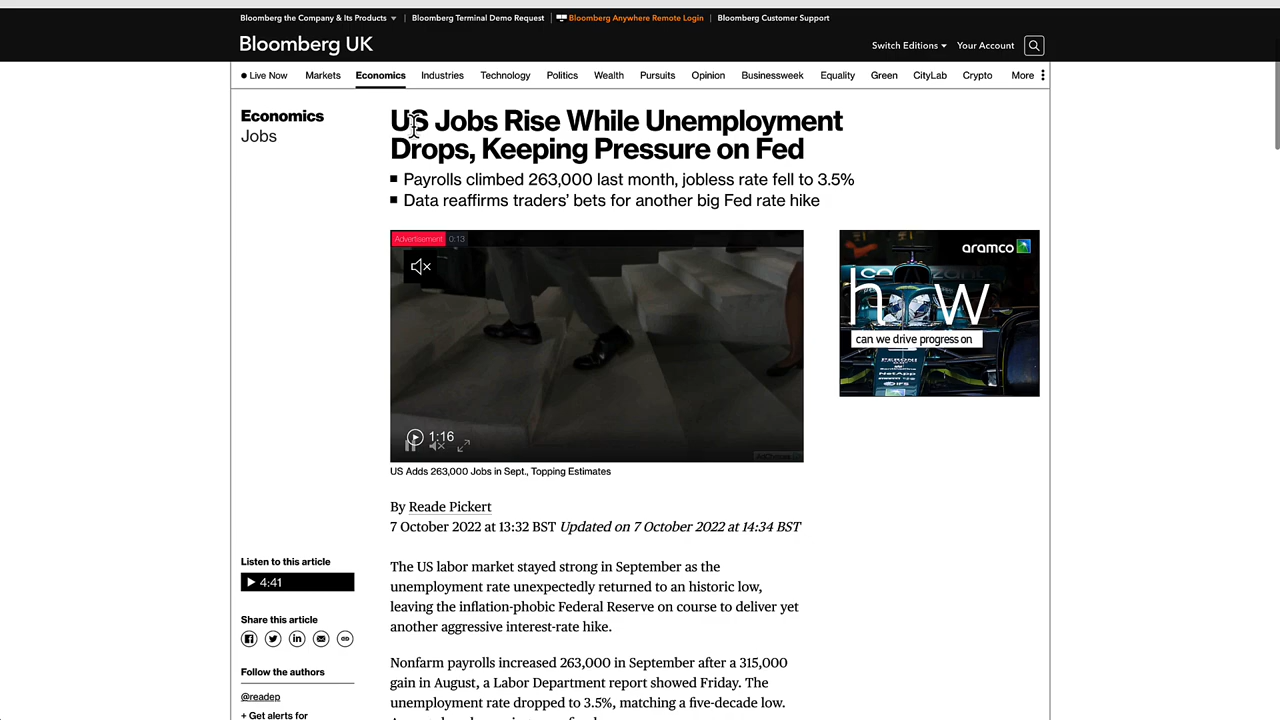 Bloomberg the Company & Its Products
Bloomberg Terminal Demo Request
Bloomberg Anywhere Remote Login
Bloomberg Customer Support
Bloomberg UK
Switch Editions
Your Account
Live Now
Markets
Economics
Industries
Technology
Politics
Wealth
Pursuits
Opinion
Businessweek
Equality
Green
CityLab
Crypto
More
Economics
Jobs
US Jobs Rise While Unemployment
Drops, Keeping Pressure on Fed
Payrolls climbed 263,000 last month, jobless rate fell to 3.5%
Data reaffirms traders' bets for another big Fed rate hike
Advertisement 0:13
1:16
AdChoices
US Adds 263,000 Jobs in Sept., Topping Estimates
aramco
h w
can we drive progress on
PERONI
NetApp
IFS
By Reade Pickert
7 October 2022 at 13:32 BST Updated on 7 October 2022 at 14:34 BST
Listen to this article
4:41
Share this article
Follow the authors
@readep
+ Get alerts for
The US labor market stayed strong in September as the
unemployment rate unexpectedly returned to an historic low,
leaving the inflation-phobic Federal Reserve on course to deliver yet
another aggressive interest-rate hike.
Nonfarm payrolls increased 263,000 in September after a 315,000
gain in August, a Labor Department report showed Friday. The
unemployment rate dropped to 3.5%, matching a five-decade low.